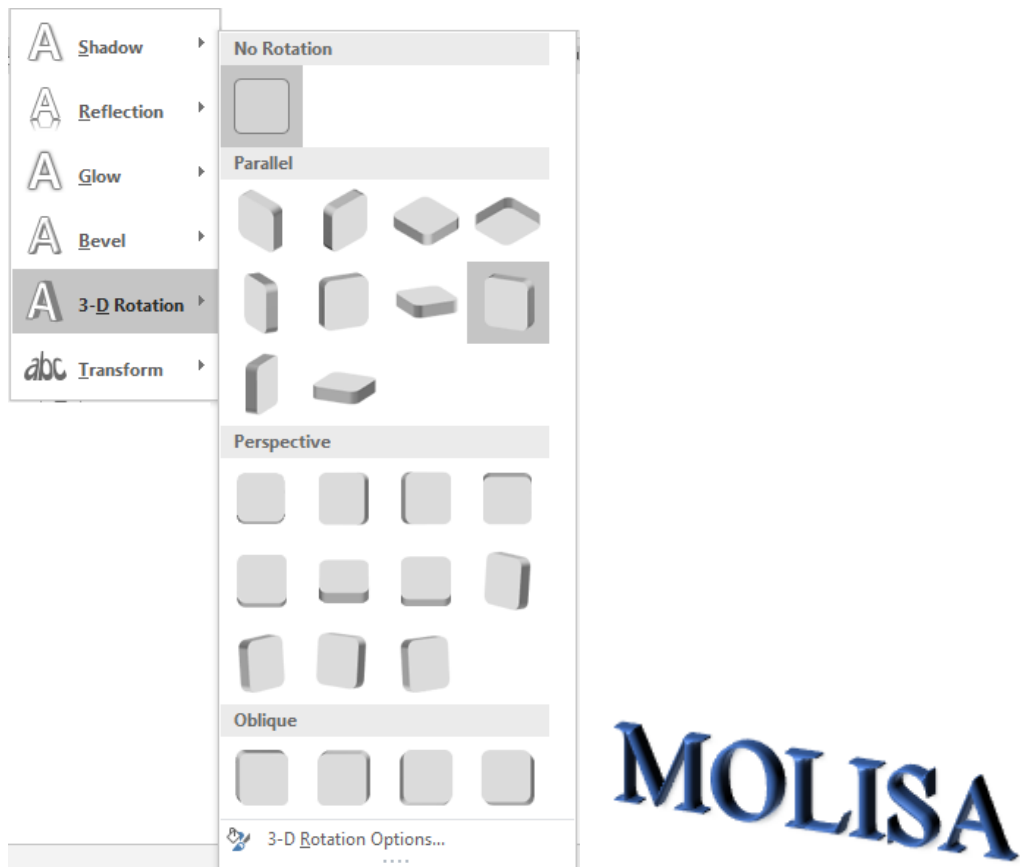 Shadow
Reflection
Glow
Bevel
3-D Rotation
abc Transform
No Rotation
Parallel
Perspective
Oblique
3-D Rotation Options...
MOLISA